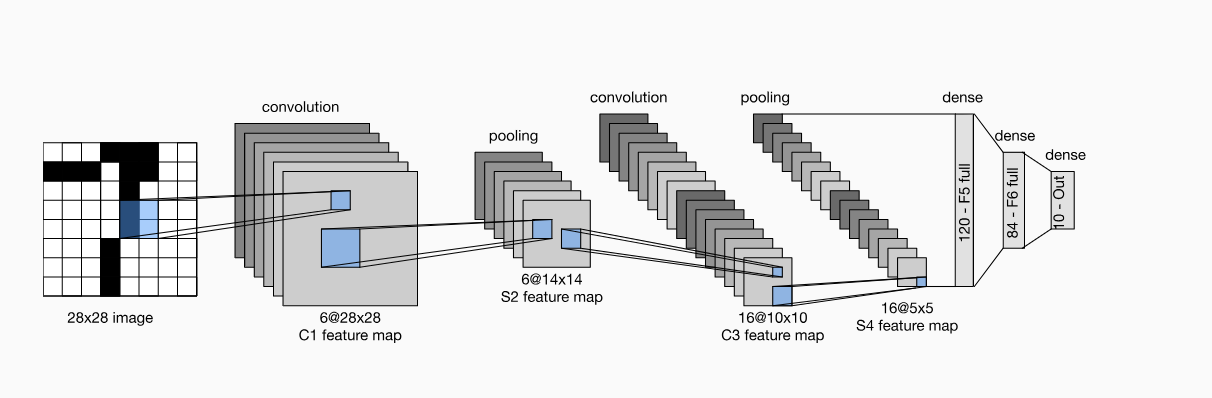 convolution
pooling
convolution
pooling
dense
dense
dense
28x28 image
6@28x28
C1 feature map
6@14x14
S2 feature map
16@10x10
C3 feature map
16@5x5
S4 feature map
120 - F5 full
84 - F6 full
10 - Out